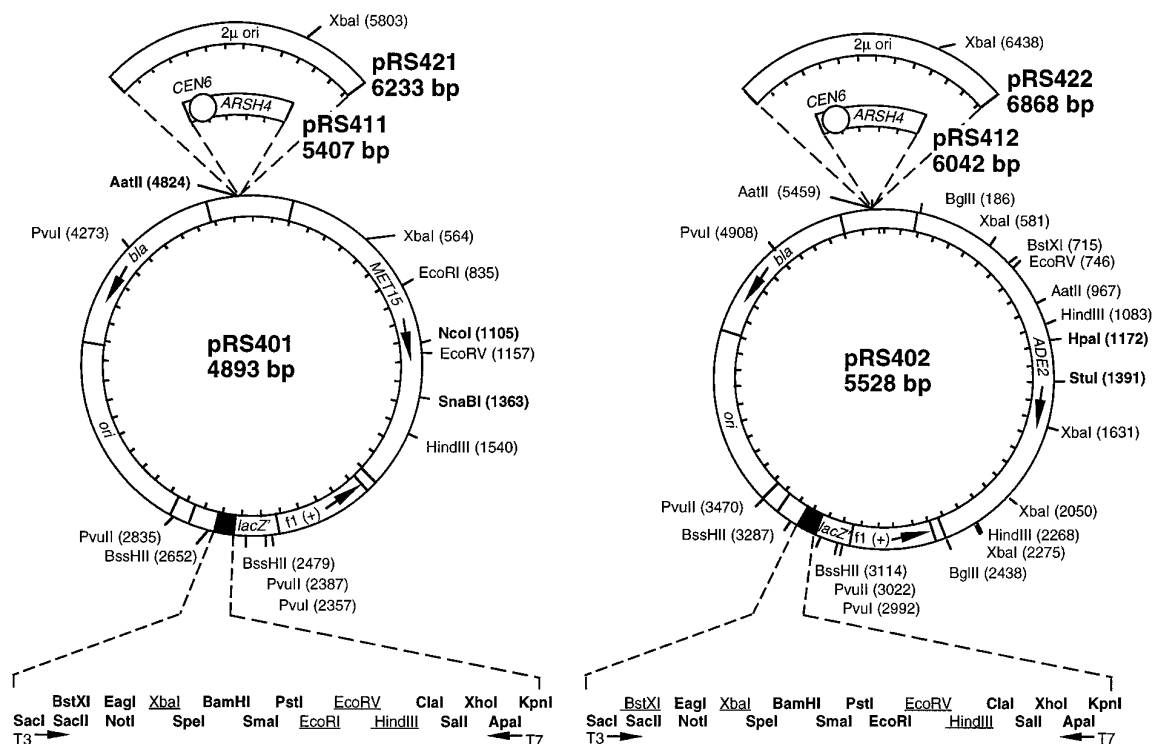 XbaI (5803)
2μ ori
pRS421
6233 bp
CEN6
ARSH4
pRS411
5407 bp
AatII (4824)
PvuI (4273)
bla
XbaI (564)
EcoRI (835)
MET15
NcoI (1105)
EcoRV (1157)
pRS401
4893 bp
SnaBI (1363)
ori
HindIII (1540)
PvuII (2835)
BssHII (2652)
lacZ'
f1 (+)
BssHII (2479)
PvuII (2387)
PvuI (2357)
BstXI EagI XbaI BamHI PstI EcoRV ClaI XhoI KpnI
SacI SacII NotI SpeI SmaI EcoRI HindIII SalI ApaI
T3 T7
XbaI (6438)
2μ ori
pRS422
6868 bp
CEN6
ARSH4
pRS412
6042 bp
AatII (5459)
BglII (186)
PvuI (4908)
bla
XbaI (581)
BstXI (715)
EcoRV (746)
AatII (967)
HindIII (1083)
HpaI (1172)
ADE2
pRS402
5528 bp
StuI (1391)
ori
XbaI (1631)
PvuII (3470)
XbaI (2050)
BssHII (3287)
lacZ'
f1 (+)
HindIII (2268)
XbaI (2275)
BssHII (3114)
BglII (2438)
PvuII (3022)
PvuI (2992)
BstXI EagI XbaI BamHI PstI EcoRV ClaI XhoI KpnI
SacI SacII NotI SpeI SmaI EcoRI HindIII SalI ApaI
T3 T7